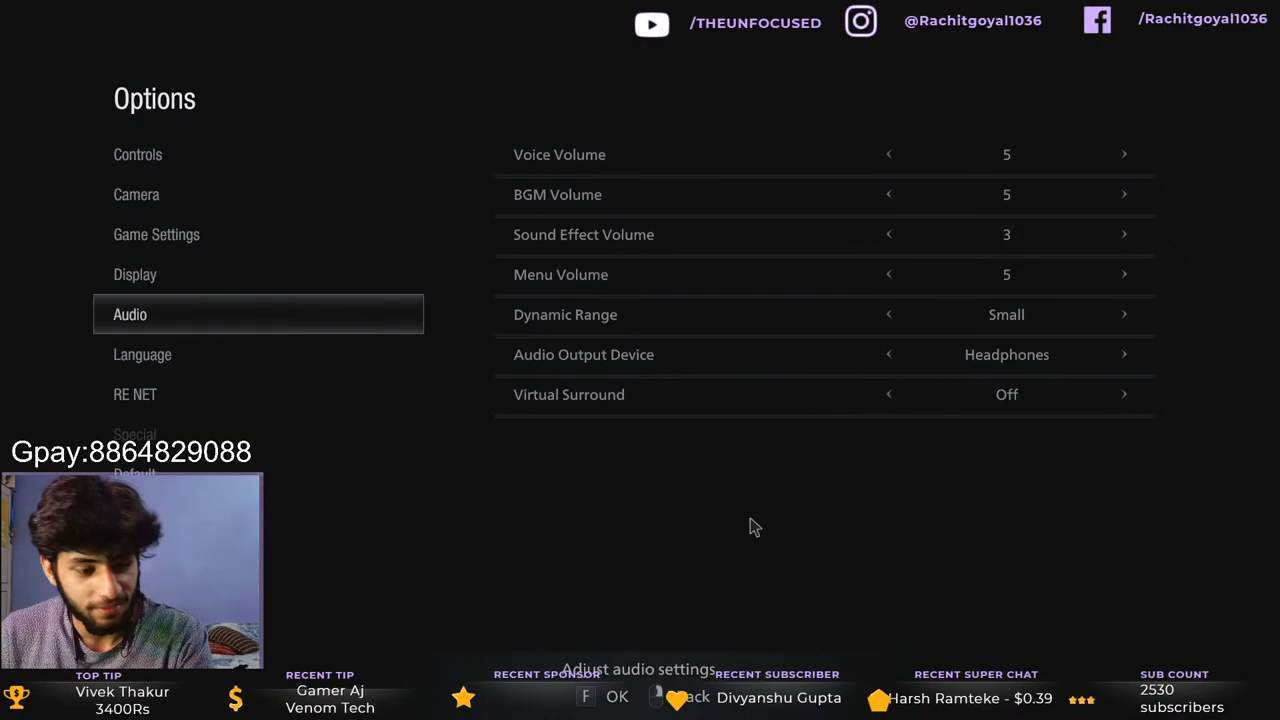 /THEUNFOCUSED
@Rachitgoyal1036
/Rachitgoyal1036
Options
Controls
Camera
Game Settings
Display
Audio
Language
RE NET
Special
Default
Voice Volume 5
BGM Volume 5
Sound Effect Volume 3
Menu Volume 5
Dynamic Range Small
Audio Output Device Headphones
Virtual Surround Off
Gpay:8864829088
Adjust audio settings.
F OK
TOP TIP
Vivek Thakur
3400Rs
RECENT TIP
Gamer Aj
Venom Tech
RECENT SPONSOR
RECENT SUBSCRIBER
Divyanshu Gupta
RECENT SUPER CHAT
Harsh Ramteke - $0.39
SUB COUNT
2530
subscribers